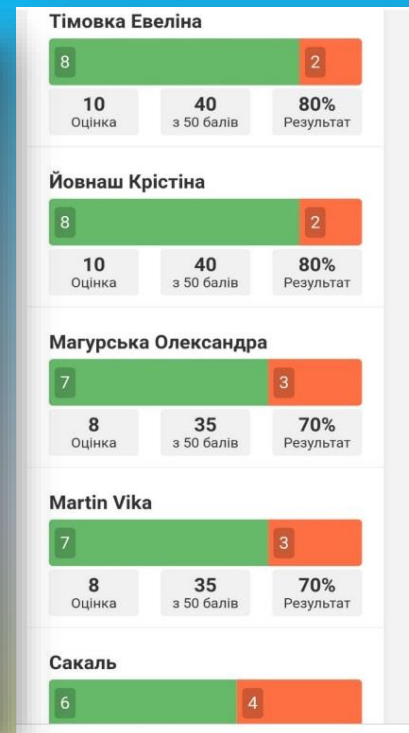 Тімовка Евеліна
8 2
10 40 80%
Оцінка з 50 балів Результат
Йовнаш Крістіна
8 2
10 40 80%
Оцінка з 50 балів Результат
Магурська Олександра
7 3
8 35 70%
Оцінка з 50 балів Результат
Martin Vika
7 3
8 35 70%
Оцінка з 50 балів Результат
Сакаль
6 4